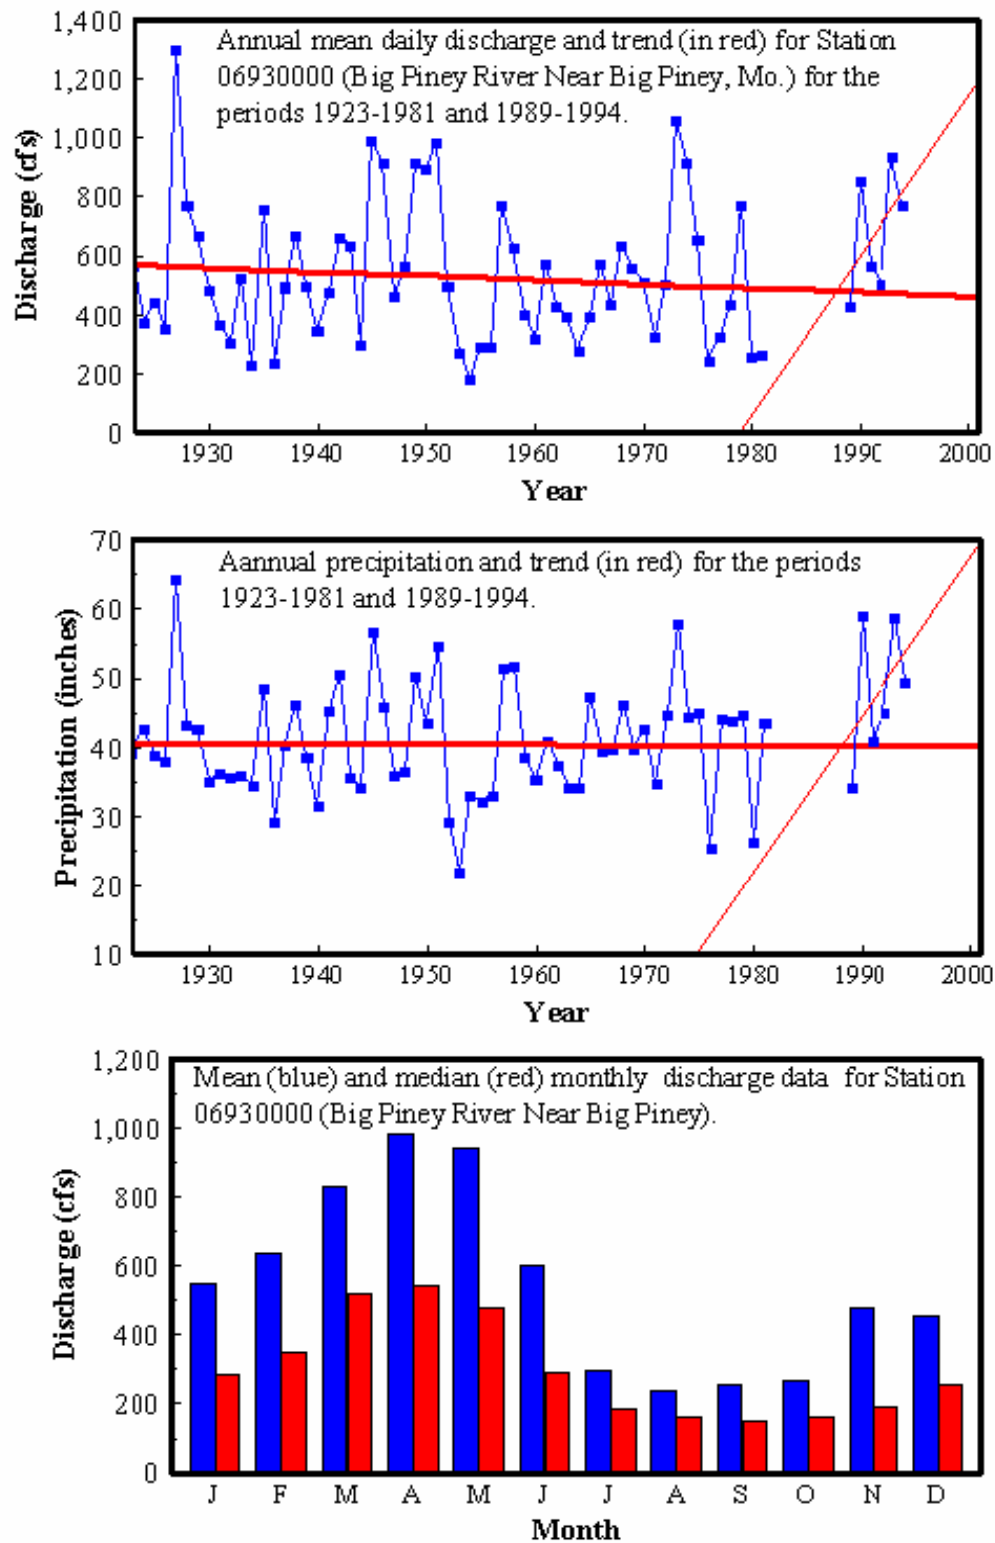 1,400
1,200
1,000
800
600
400
200
0
Discharge (cfs)
Annual mean daily discharge and trend (in red) for Station
06930000 (Big Piney River Near Big Piney, Mo.) for the
periods 1923-1981 and 1989-1994.
1930 1940 1950 1960 1970 1980 1990 2000
Year
70
60
50
40
30
20
10
Precipitation (inches)
Aannual precipitation and trend (in red) for the periods
1923-1981 and 1989-1994.
1930 1940 1950 1960 1970 1980 1990 2000
Year
1,200
1,000
800
600
400
200
0
Discharge (cfs)
Mean (blue) and median (red) monthly discharge data for Station
06930000 (Big Piney River Near Big Piney).
J F M A M J J A S O N D
Month